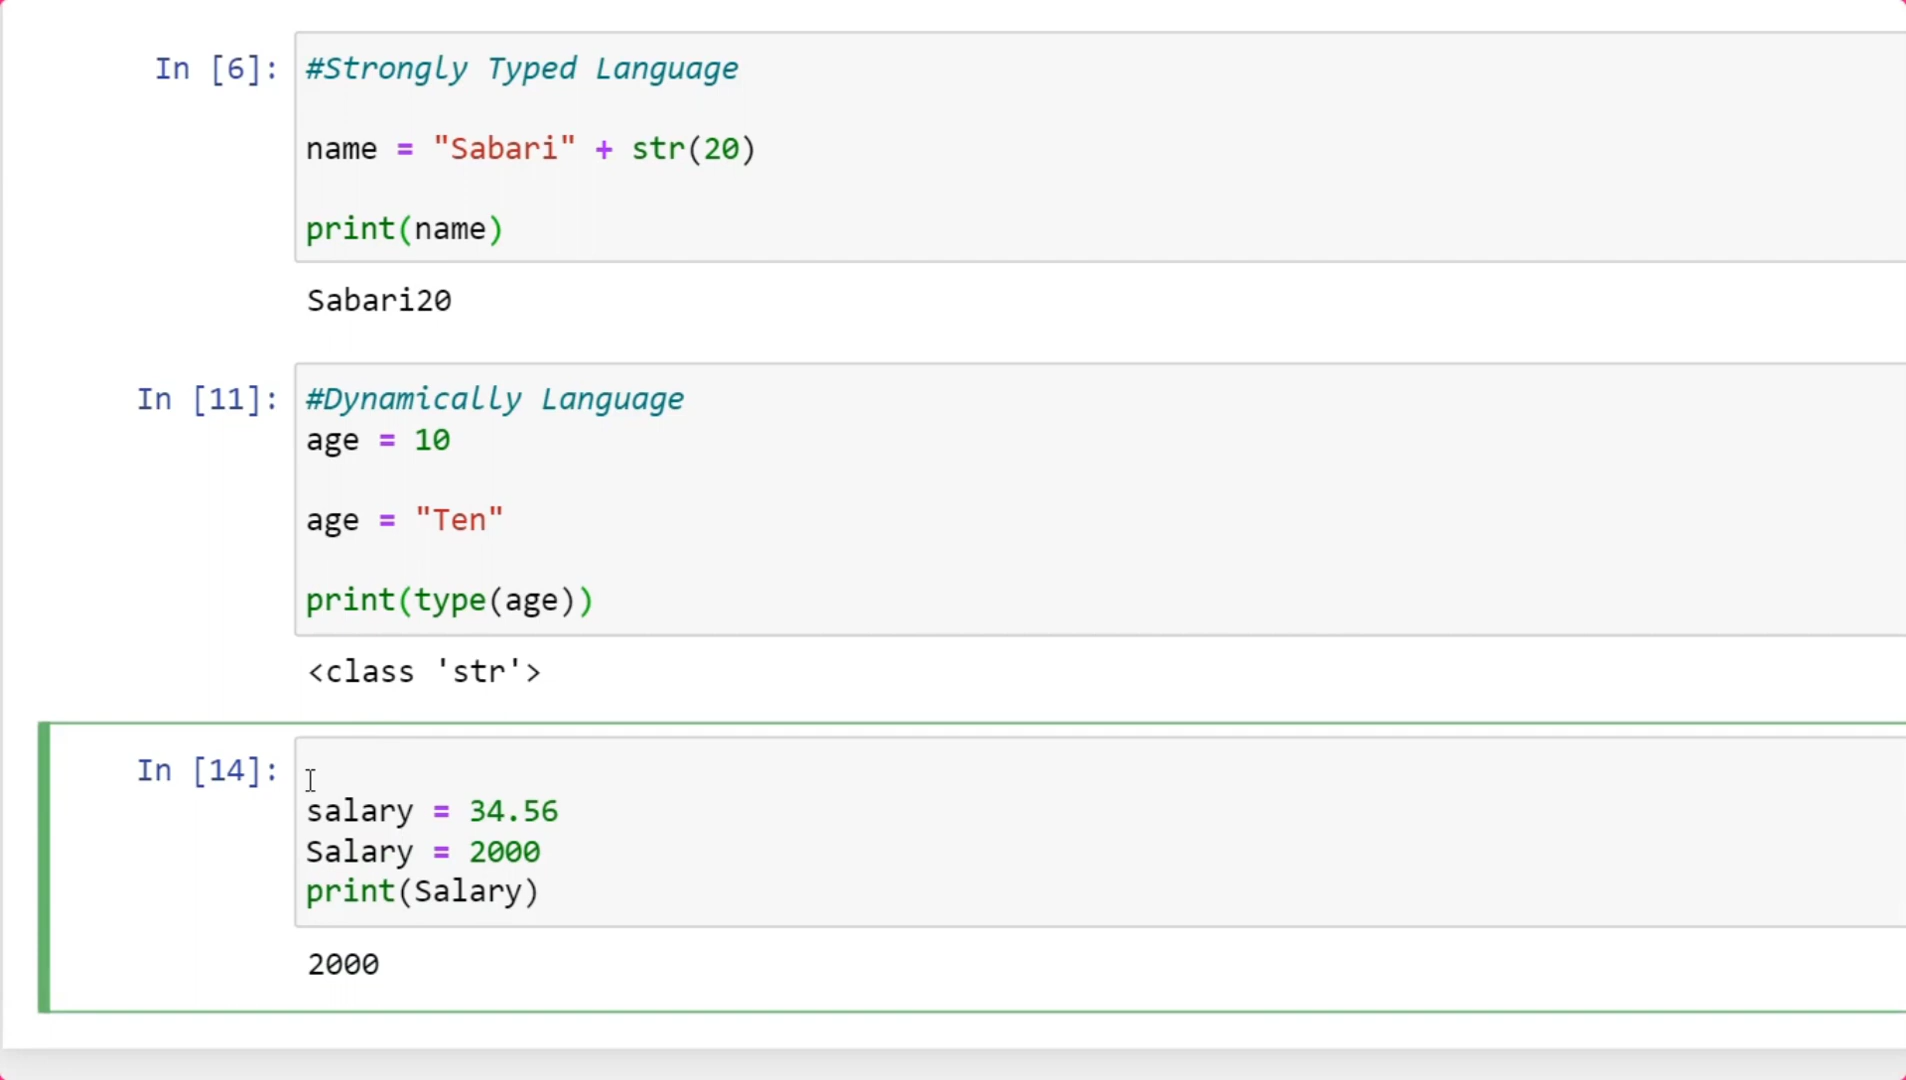 In [6]: #Strongly Typed Language
name = "Sabari" + str(20)
print(name)
Sabari20
In [11]: #Dynamically Language
age = 10
age = "Ten"
print(type(age))
<class 'str'>
In [14]:
salary = 34.56
Salary = 2000
print(Salary)
2000